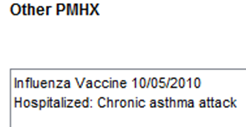 Other PMHX
Influenza Vaccine 10/05/2010
Hospitalized: Chronic asthma attack